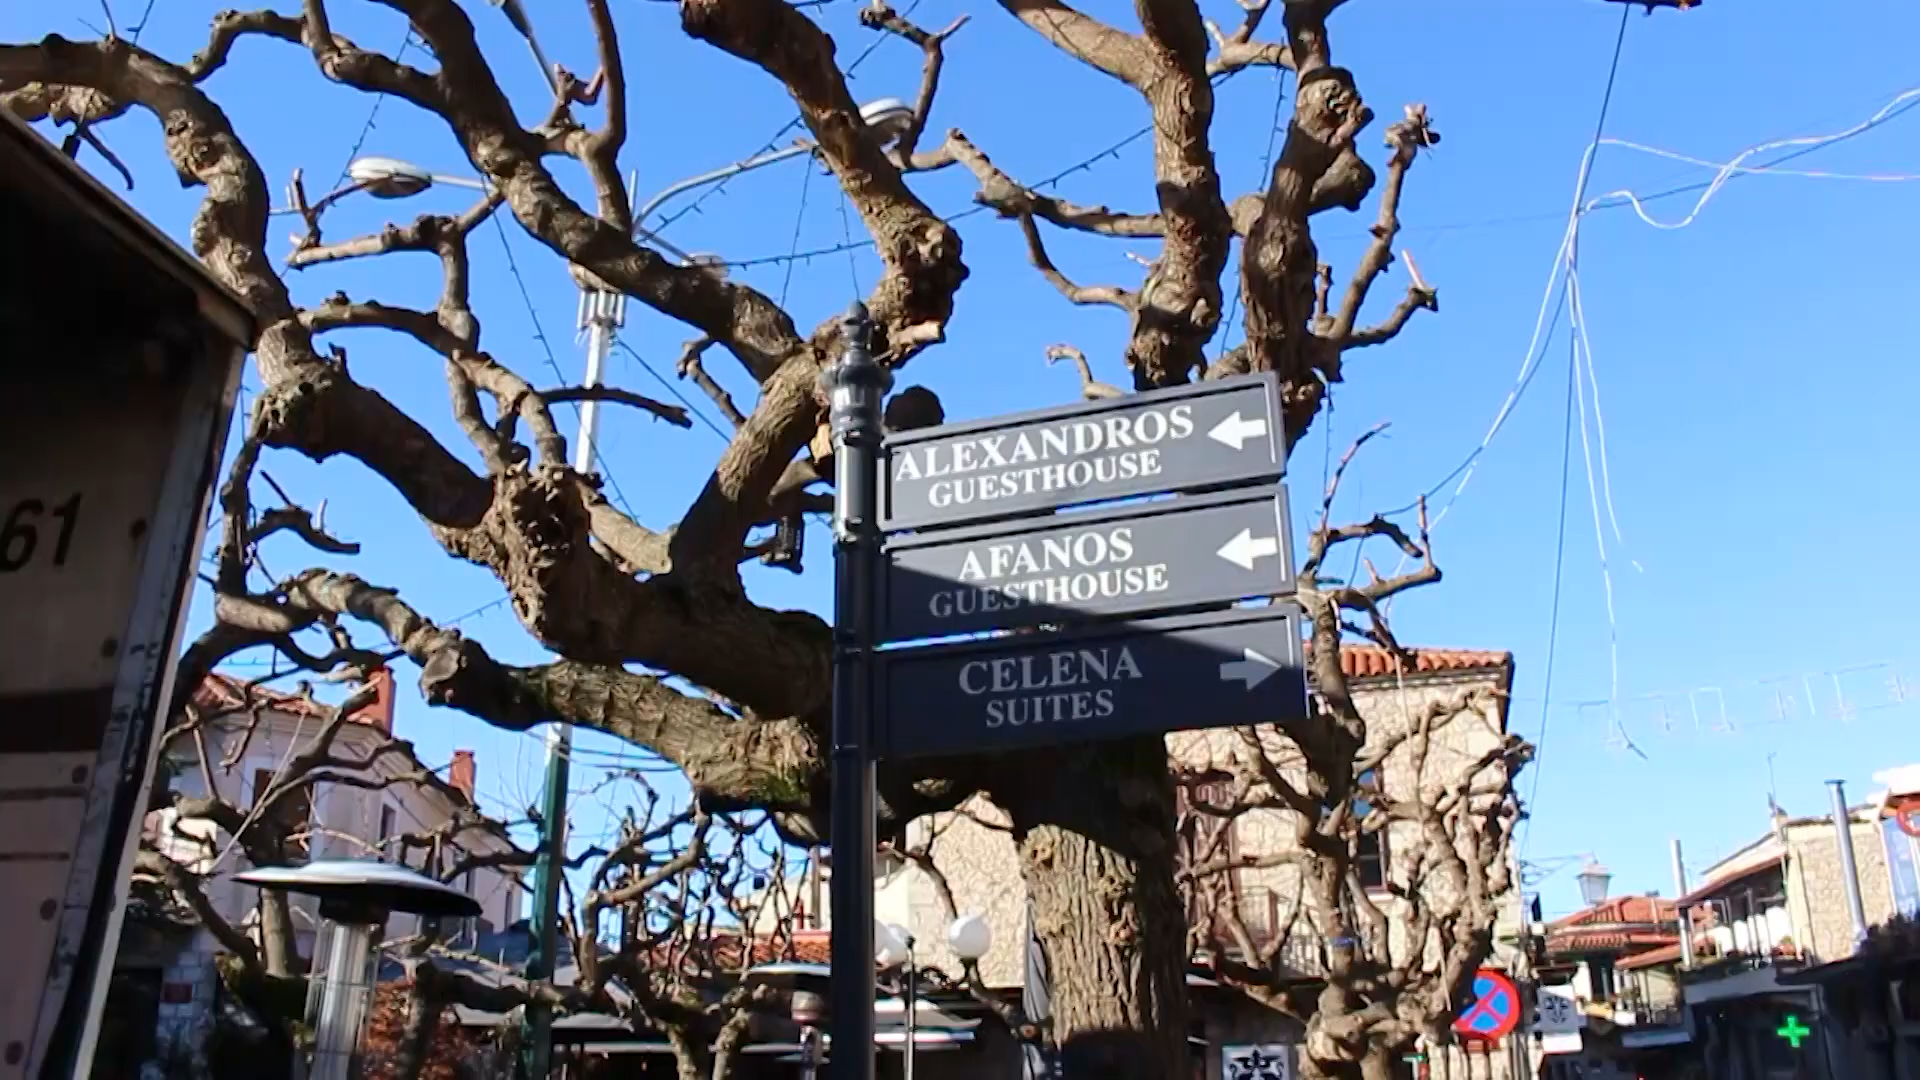 61
ALEXANDROS
GUESTHOUSE
AFANOS
GUESTHOUSE
CELENA
SUITES